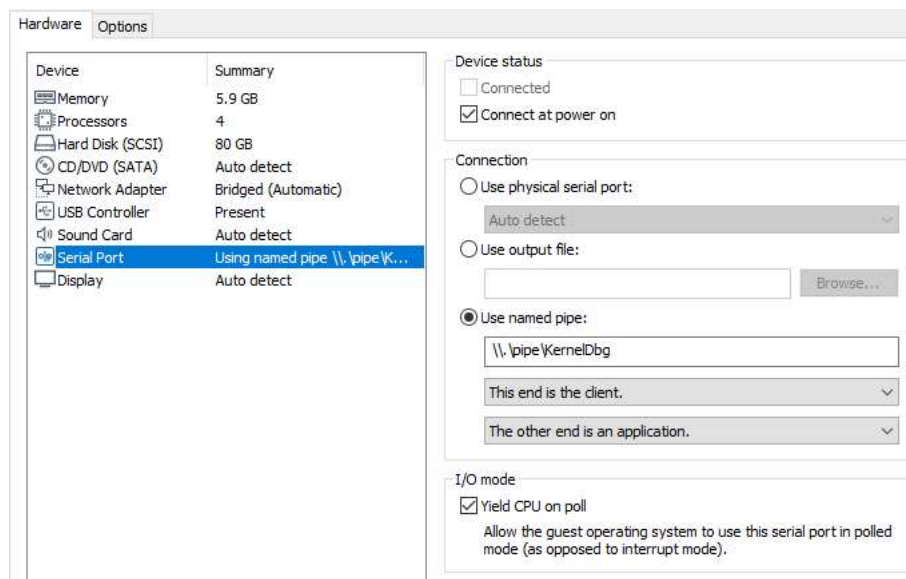 Hardware Options
Device Summary
Memory 5.9 GB
Processors 4
Hard Disk (SCSI) 80 GB
CD/DVD (SATA) Auto detect
Network Adapter Bridged (Automatic)
USB Controller Present
Sound Card Auto detect
Serial Port Using named pipe \\.\pipe\K...
Display Auto detect
Device status
Connected
Connect at power on
Connection
Use physical serial port:
Auto detect
Use output file:
Browse...
Use named pipe:
\\.\pipe\KernelDbg
This end is the client.
The other end is an application.
I/O mode
Yield CPU on poll
Allow the guest operating system to use this serial port in polled
mode (as opposed to interrupt mode).